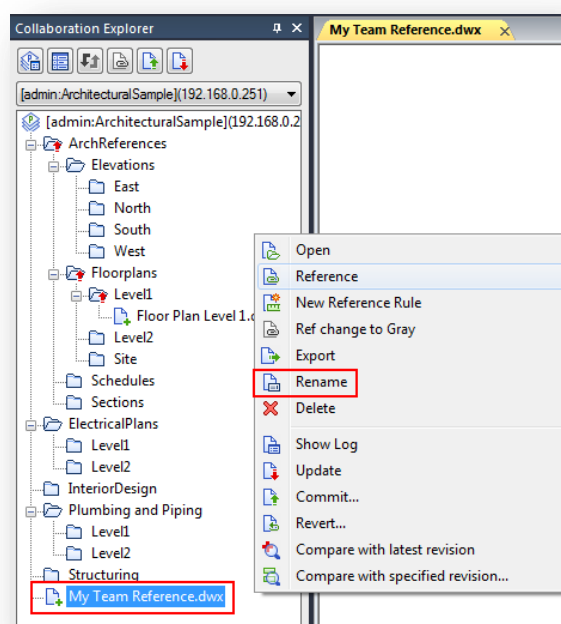 Collaboration Explorer
My Team Reference.dwx
[admin:ArchitecturalSample](192.168.0.251)
[admin:ArchitecturalSample](192.168.0.2
ArchReferences
Elevations
East
North
South
West
Floorplans
Level1
Floor Plan Level 1.
Level2
Site
Schedules
Sections
ElectricalPlans
Level1
Level2
InteriorDesign
Plumbing and Piping
Level1
Level2
Structuring
My Team Reference.dwx
Open
Reference
New Reference Rule
Ref change to Gray
Export
Rename
Delete
Show Log
Update
Commit...
Revert...
Compare with latest revision
Compare with specified revision...